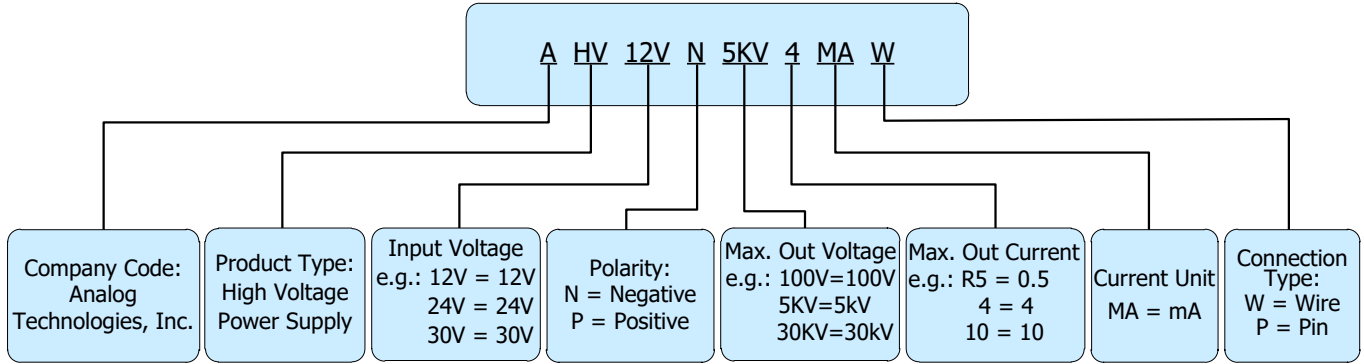 A HV 12V N 5KV 4 MA W
Company Code:
Analog
Technologies, Inc.
Product Type:
High Voltage
Power Supply
Input Voltage
e.g.: 12V = 12V
24V = 24V
30V = 30V
Polarity:
N = Negative
P = Positive
Max. Out Voltage
e.g.: 100V=100V
5KV=5kV
30KV=30kV
Max. Out Current
e.g.: R5 = 0.5
4 = 4
10 = 10
Current Unit
MA = mA
Connection
Type:
W = Wire
P = Pin